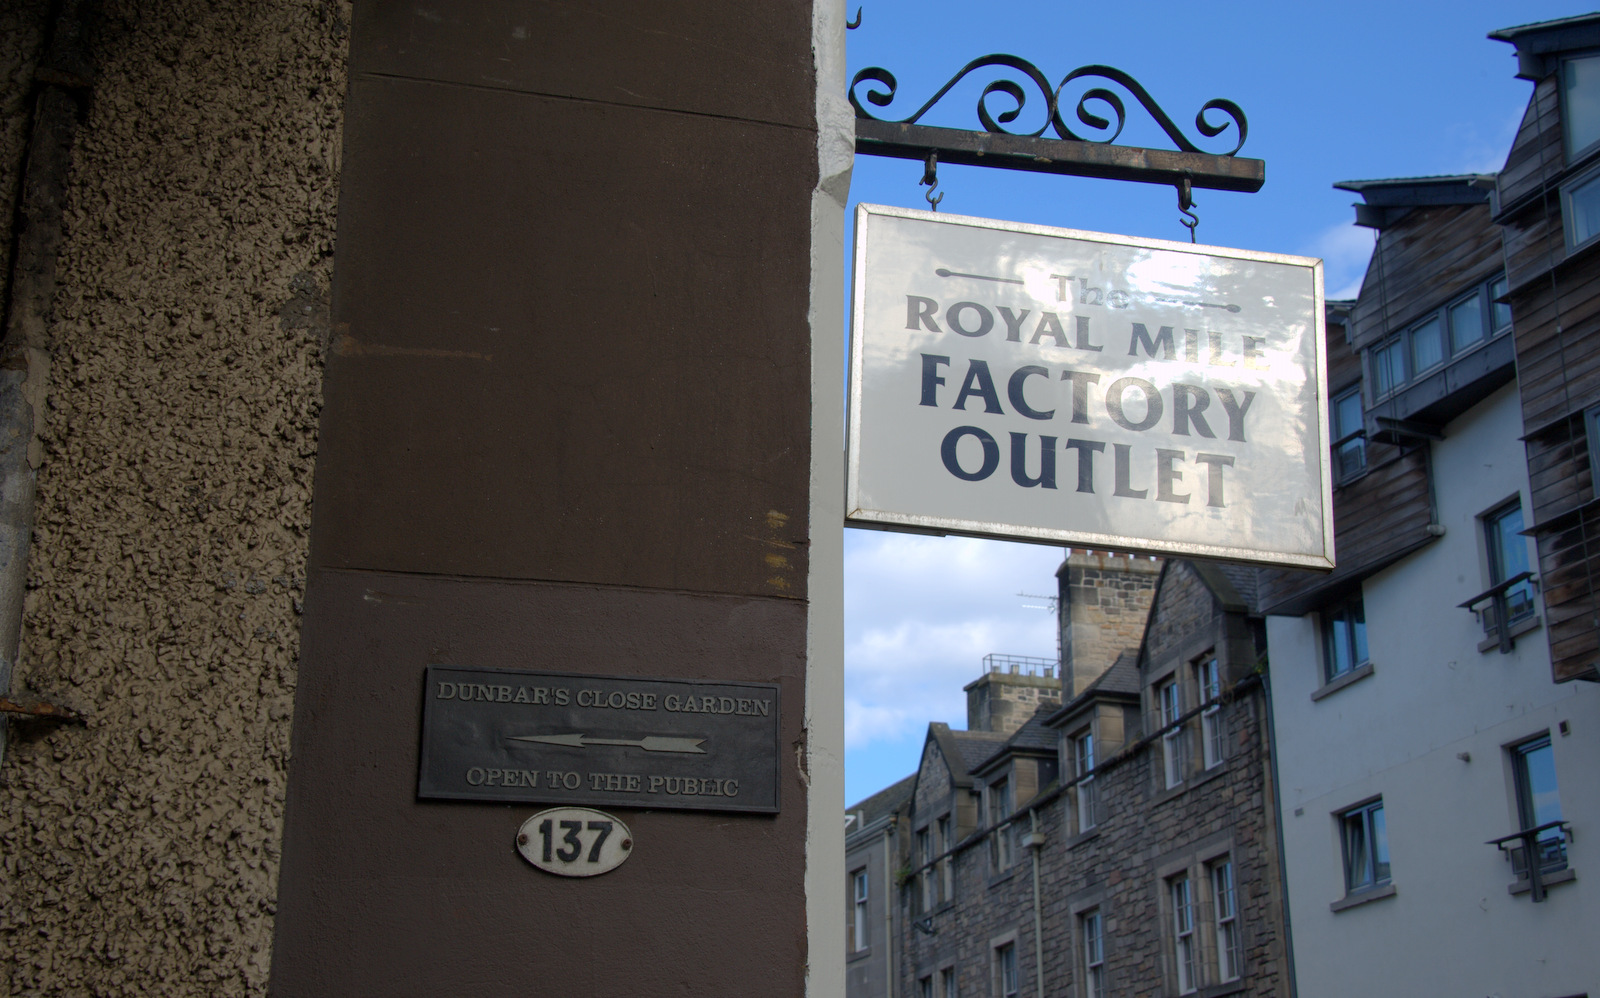 The
ROYAL MILE
FACTORY
OUTLET
DUNBAR'S CLOSE GARDEN
OPEN TO THE PUBLIC
137